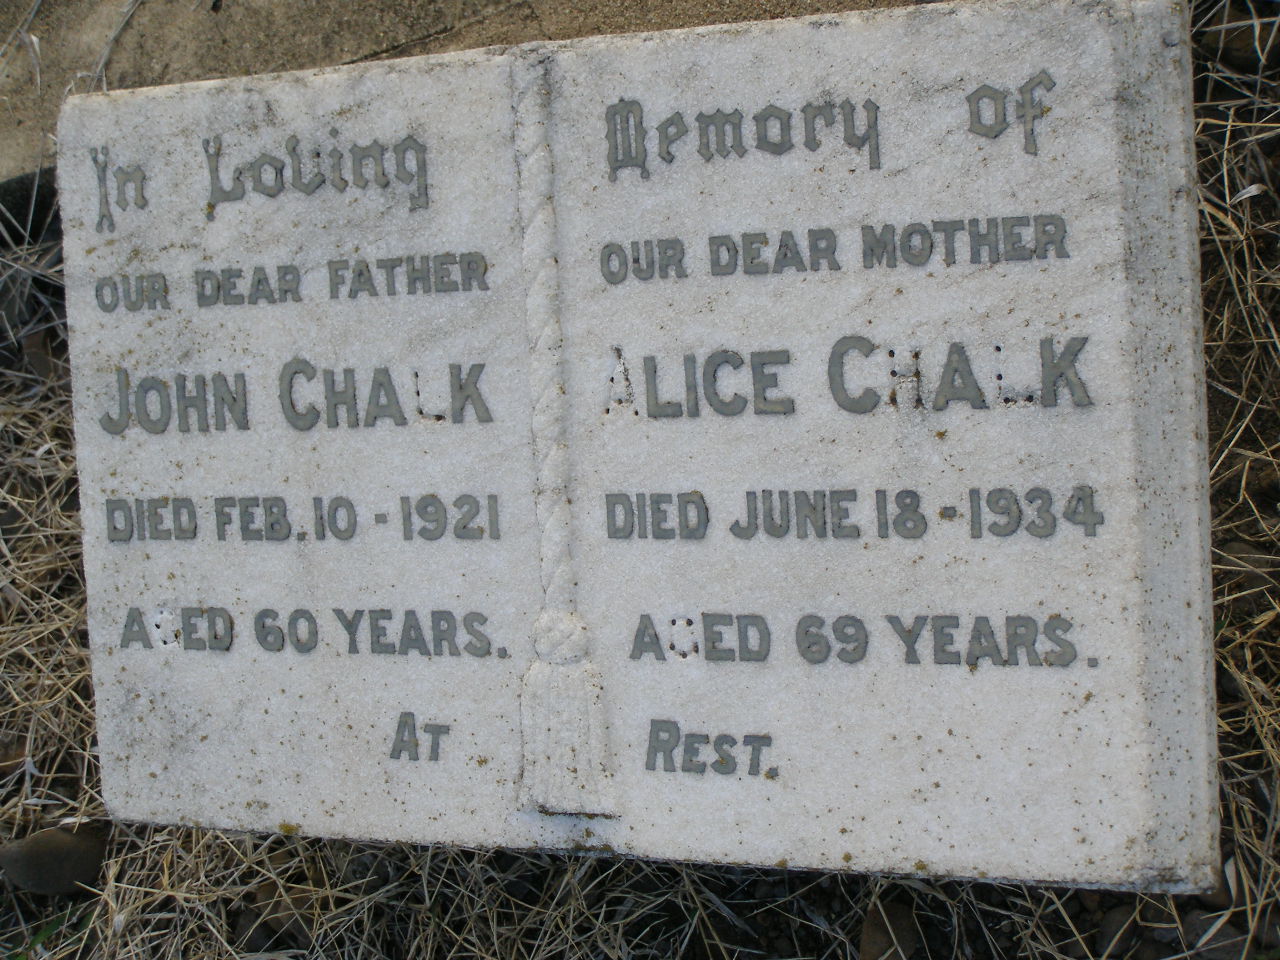 In Loving Memory Of
OUR DEAR FATHER
JOHN CHALK
DIED FEB. 10 - 1921
AGED 60 YEARS.
OUR DEAR MOTHER
ALICE CHALK
DIED JUNE 18 - 1934
AGED 69 YEARS.
AT REST.